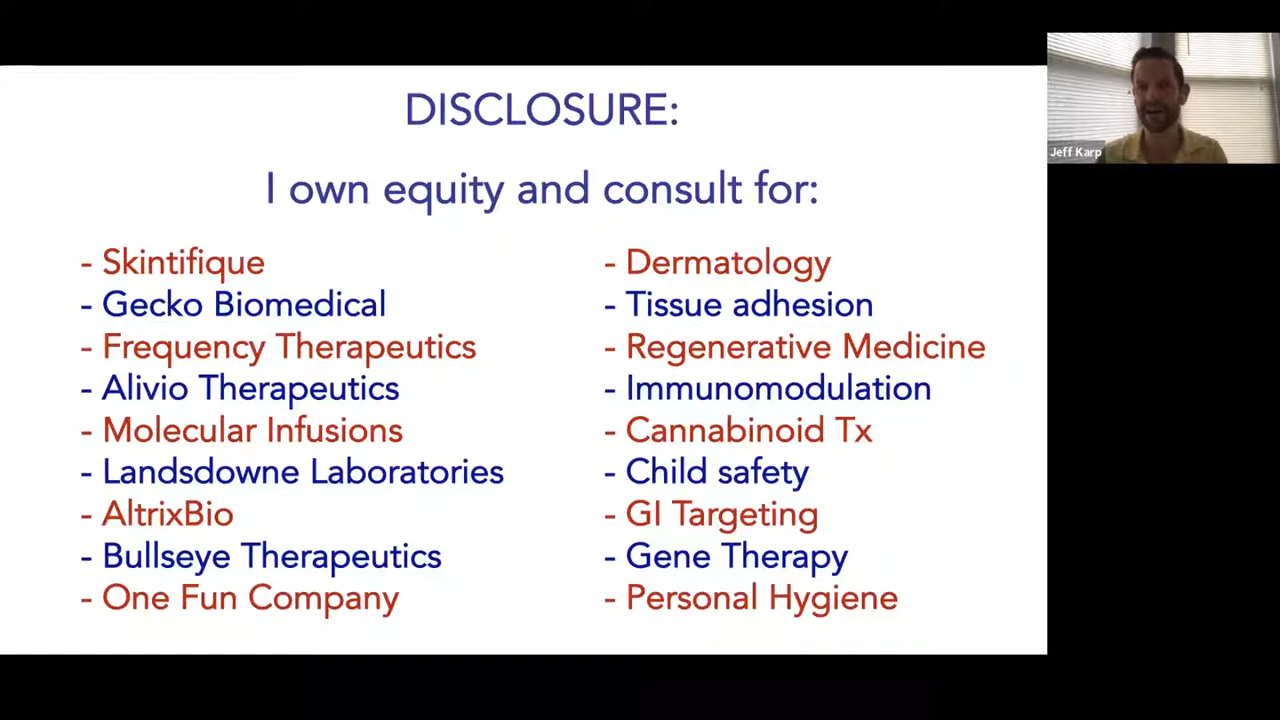 DISCLOSURE:
I own equity and consult for:
- Skintifique
- Gecko Biomedical
- Frequency Therapeutics
- Alivio Therapeutics
- Molecular Infusions
- Landsdowne Laboratories
- AltrixBio
- Bullseye Therapeutics
- One Fun Company
- Dermatology
- Tissue adhesion
- Regenerative Medicine
- Immunomodulation
- Cannabinoid Tx
- Child safety
- GI Targeting
- Gene Therapy
- Personal Hygiene
Jeff Karp